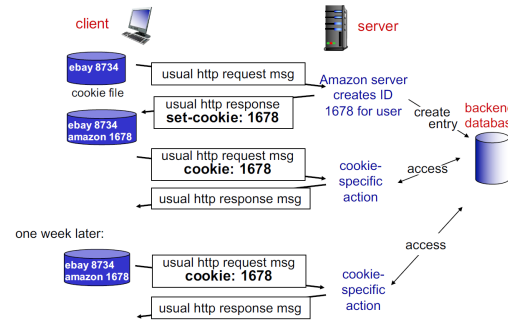 client
server
ebay 8734
cookie file
usual http request msg
Amazon server
creates ID
1678 for user
usual http response
set-cookie: 1678
ebay 8734
amazon 1678
create
entry
backend
database
usual http request msg
cookie: 1678
cookie-
specific
action
access
usual http response msg
one week later:
access
ebay 8734
amazon 1678
usual http request msg
cookie: 1678
cookie-
specific
action
usual http response msg